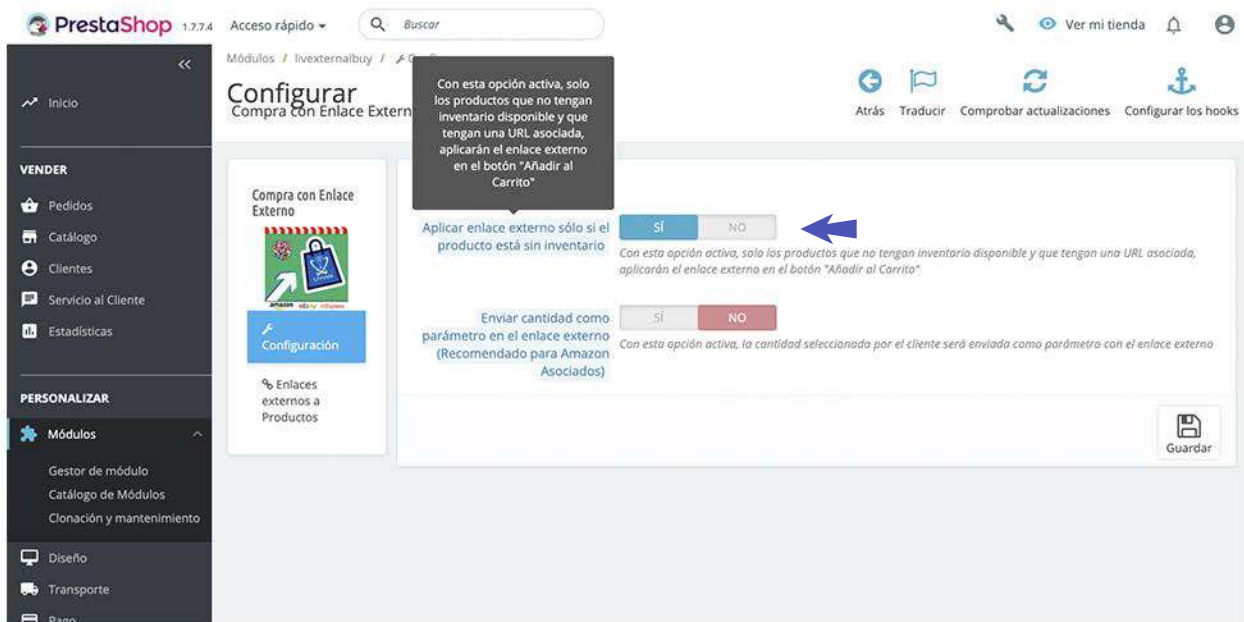 PrestaShop 1.7.7.4
Acceso rápido
Buscar
Ver mi tienda
Inicio
VENDER
Pedidos
Catálogo
Clientes
Servicio al Cliente
Estadísticas
PERSONALIZAR
Módulos
Gestor de módulo
Catálogo de Módulos
Clonación y mantenimiento
Diseño
Transporte
Pago
Módulos / livexternalbuy /
Configurar
Compra con Enlace Extern
Atrás
Traducir
Comprobar actualizaciones
Configurar los hooks
Con esta opción activa, solo
los productos que no tengan
inventario disponible y que
tengan una URL asociada,
aplicarán el enlace externo
en el botón "Añadir al
Carrito"
Compra con Enlace
Externo
amazon
Configuración
Enlaces
externos a
Productos
Aplicar enlace externo sólo si el
producto está sin inventario
SÍ NO
Con esta opción activa, solo los productos que no tengan inventario disponible y que tengan una URL asociada,
aplicarán el enlace externo en el botón "Añadir al Carrito"
Enviar cantidad como
parámetro en el enlace externo
(Recomendado para Amazon
Asociados)
SÍ NO
Con esta opción activa, la cantidad seleccionada por el cliente será enviada como parámetro con el enlace externo
Guardar